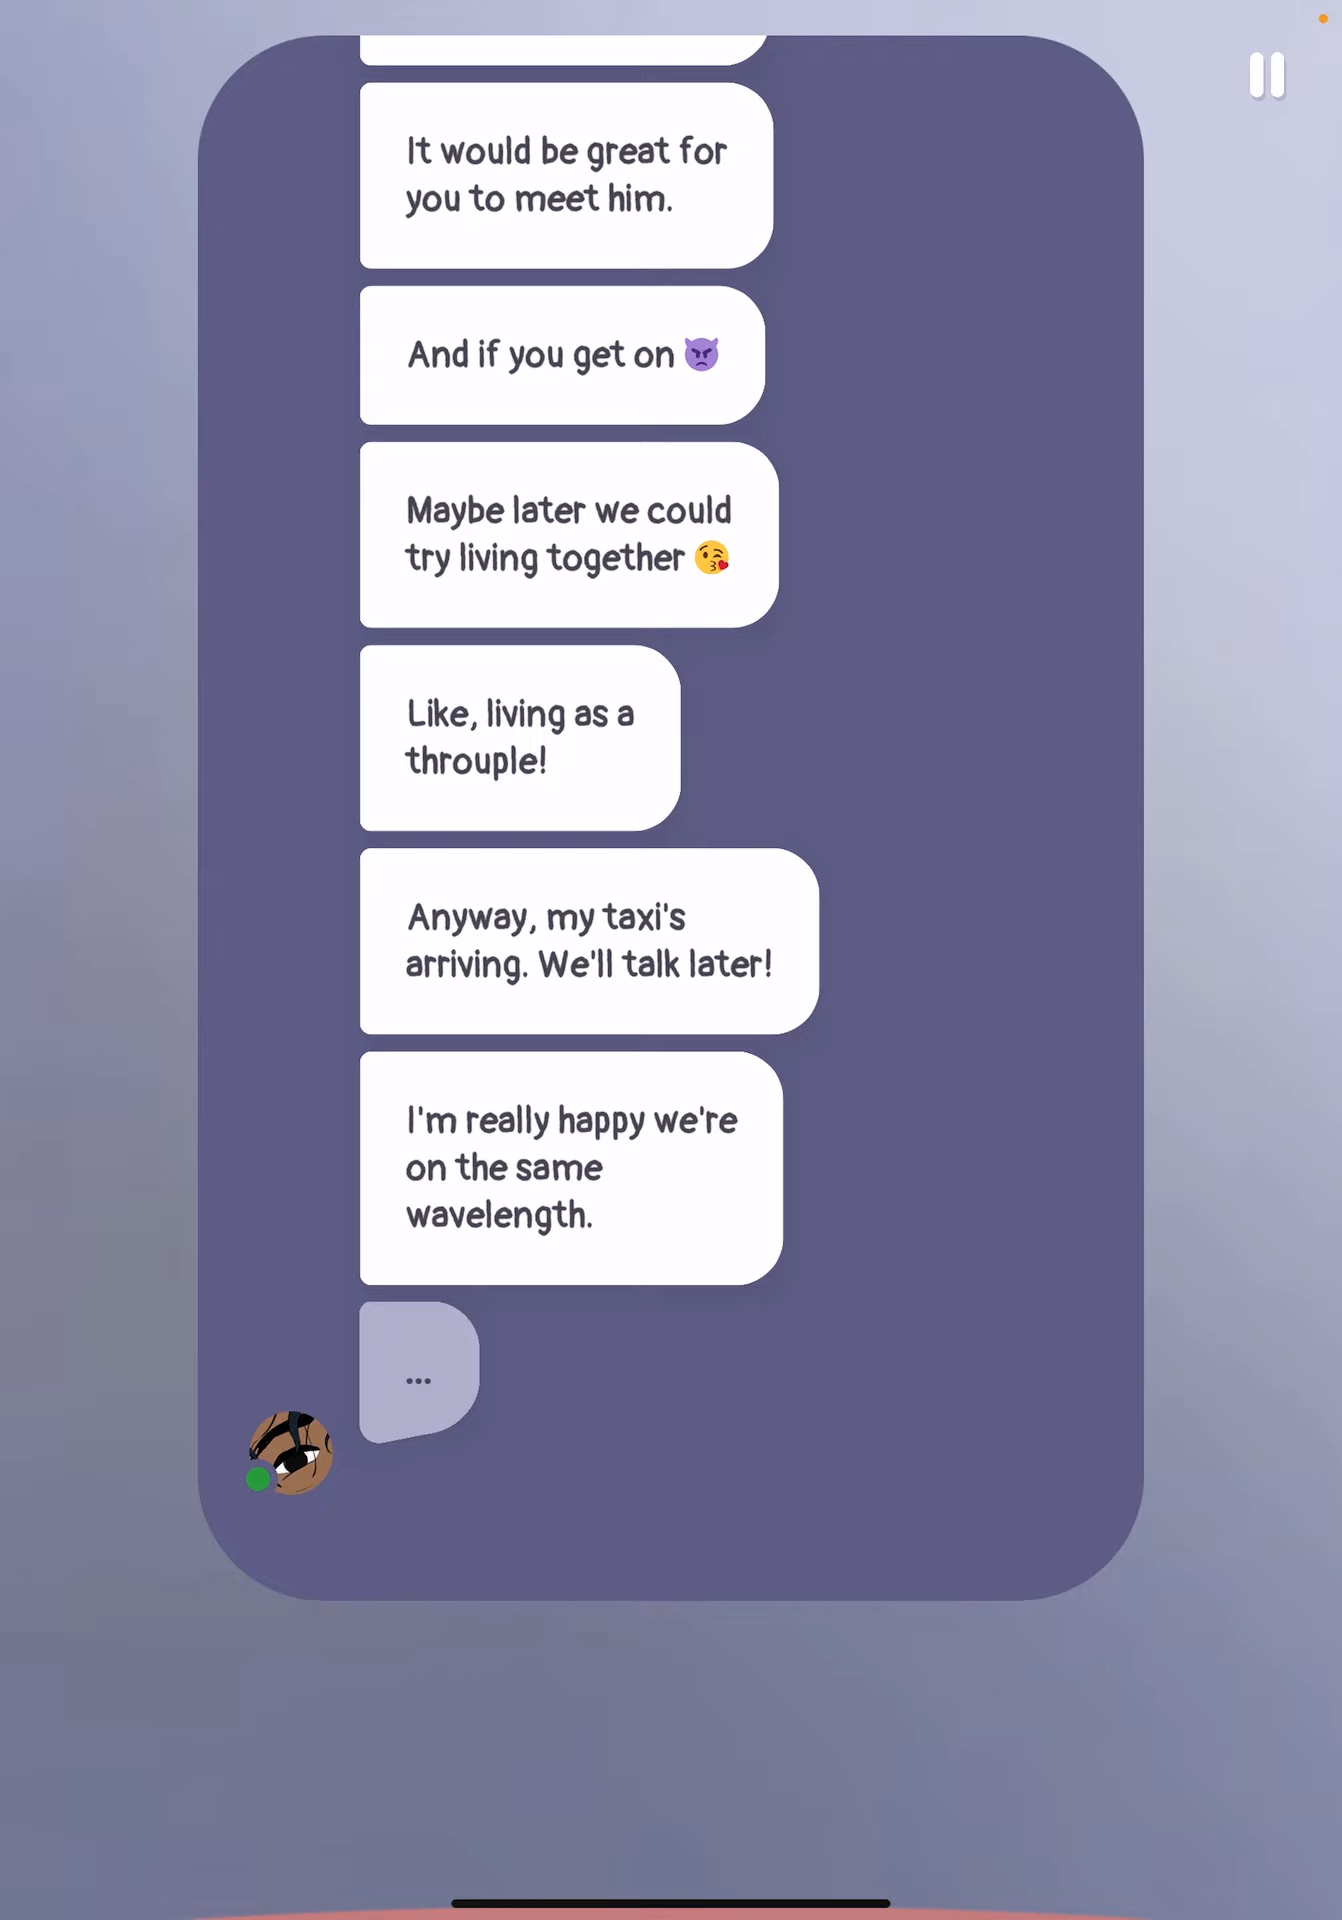 It would be great for
you to meet him.
And if you get on 👿
Maybe later we could
try living together 😘
Like, living as a
throuple!
Anyway, my taxi's
arriving. We'll talk later!
I'm really happy we're
on the same
wavelength.
...